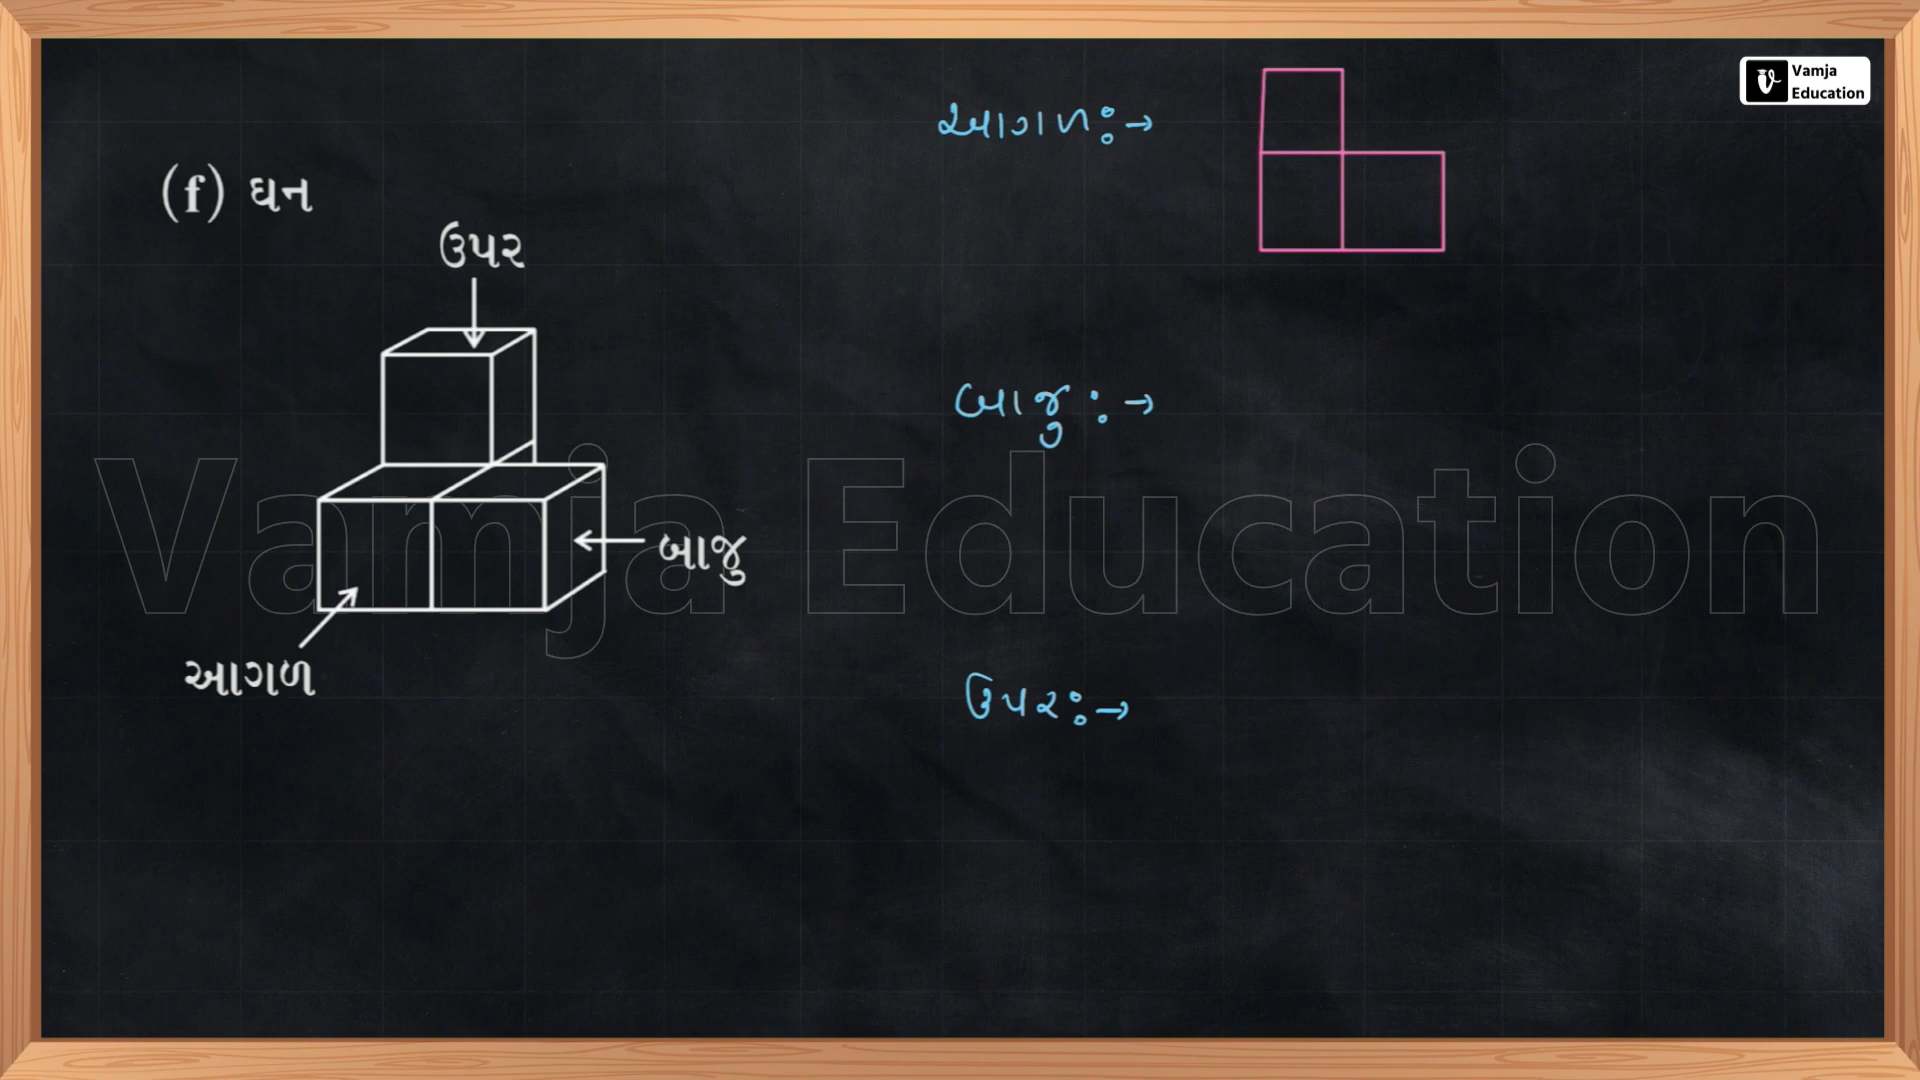 Vamja
Education
(f) ઘન
ઉપર
બાજુ
આગળ
આગળ :→
બાજુ :→
ઉપર :→
Vamja Education